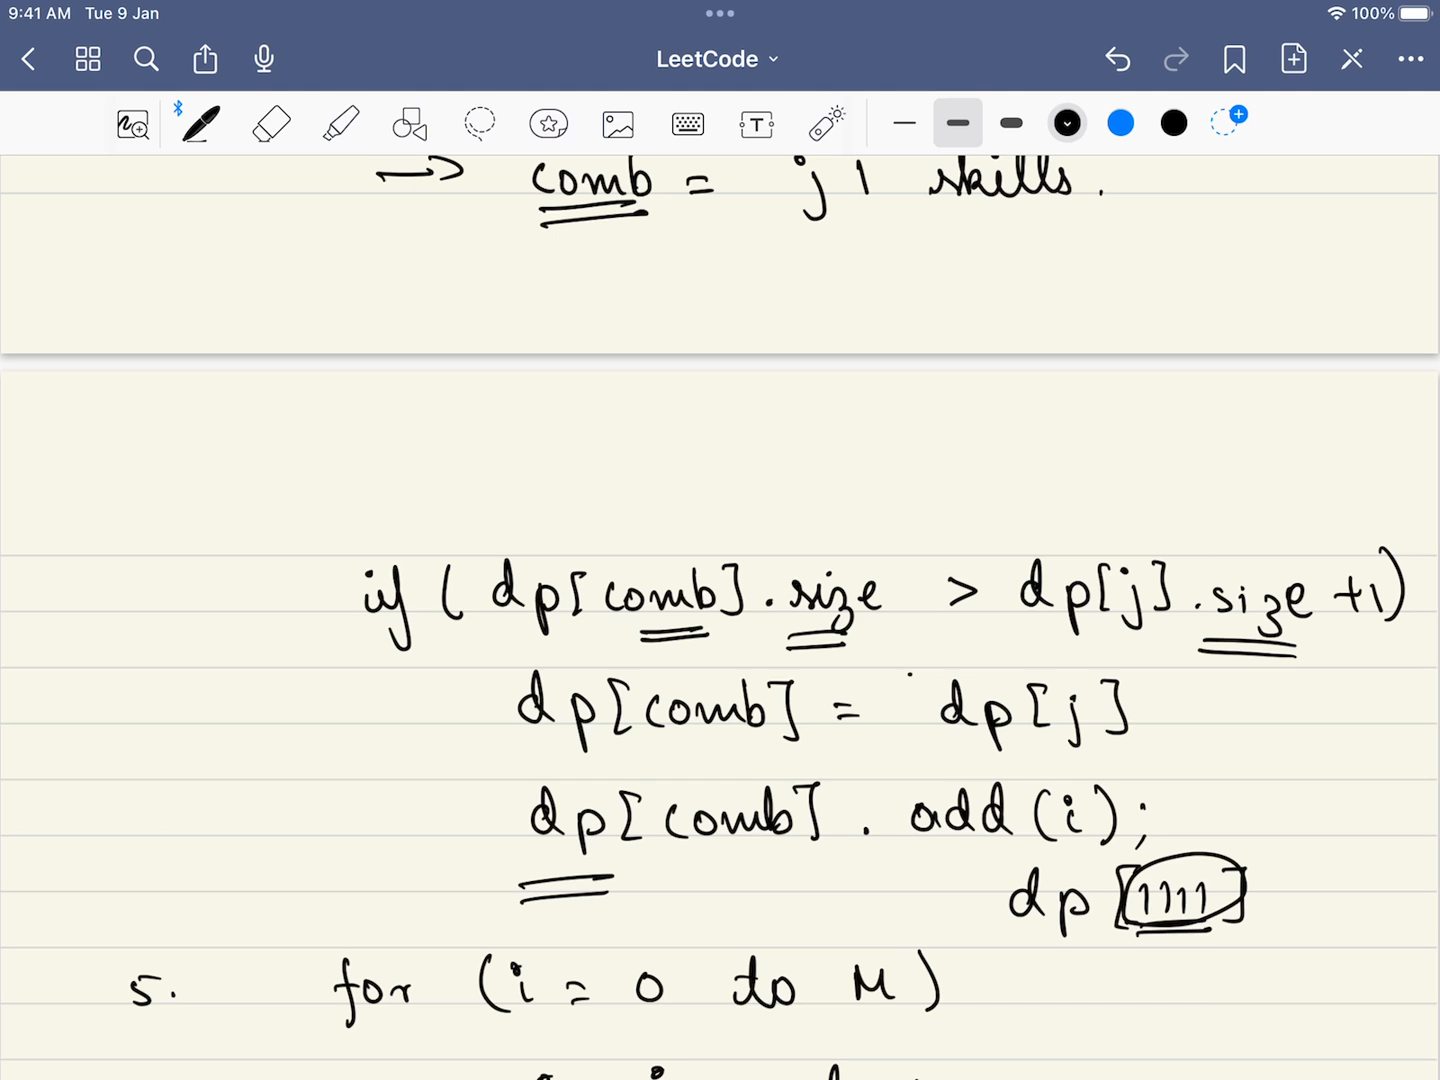 9:41 AM Tue 9 Jan 100%
LeetCode
T
→ comb = j | skills.
if ( dp[comb].size > dp[j].size +1)
dp[comb] = dp[j]
dp[comb].add(i);
dp[1111]
5. for (i = 0 to M)